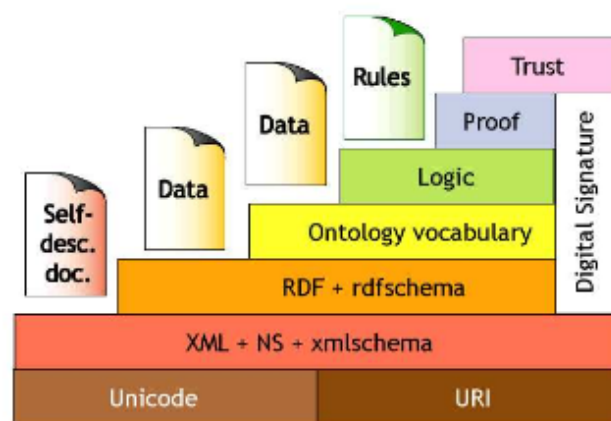 Trust
Rules
Proof
Data
Logic
Digital Signature
Data
Ontology vocabulary
Self-
desc.
doc.
RDF + rdfschema
XML + NS + xmlschema
Unicode
URI